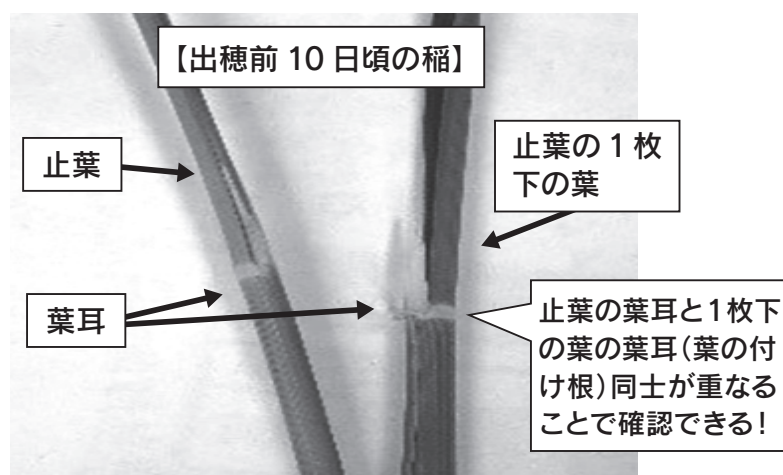 【出穂前 10 日頃の稲】
止葉
止葉の 1 枚
下の葉
葉耳
止葉の葉耳と1枚下
の葉の葉耳（葉の付
け根）同士が重なる
ことで確認できる！